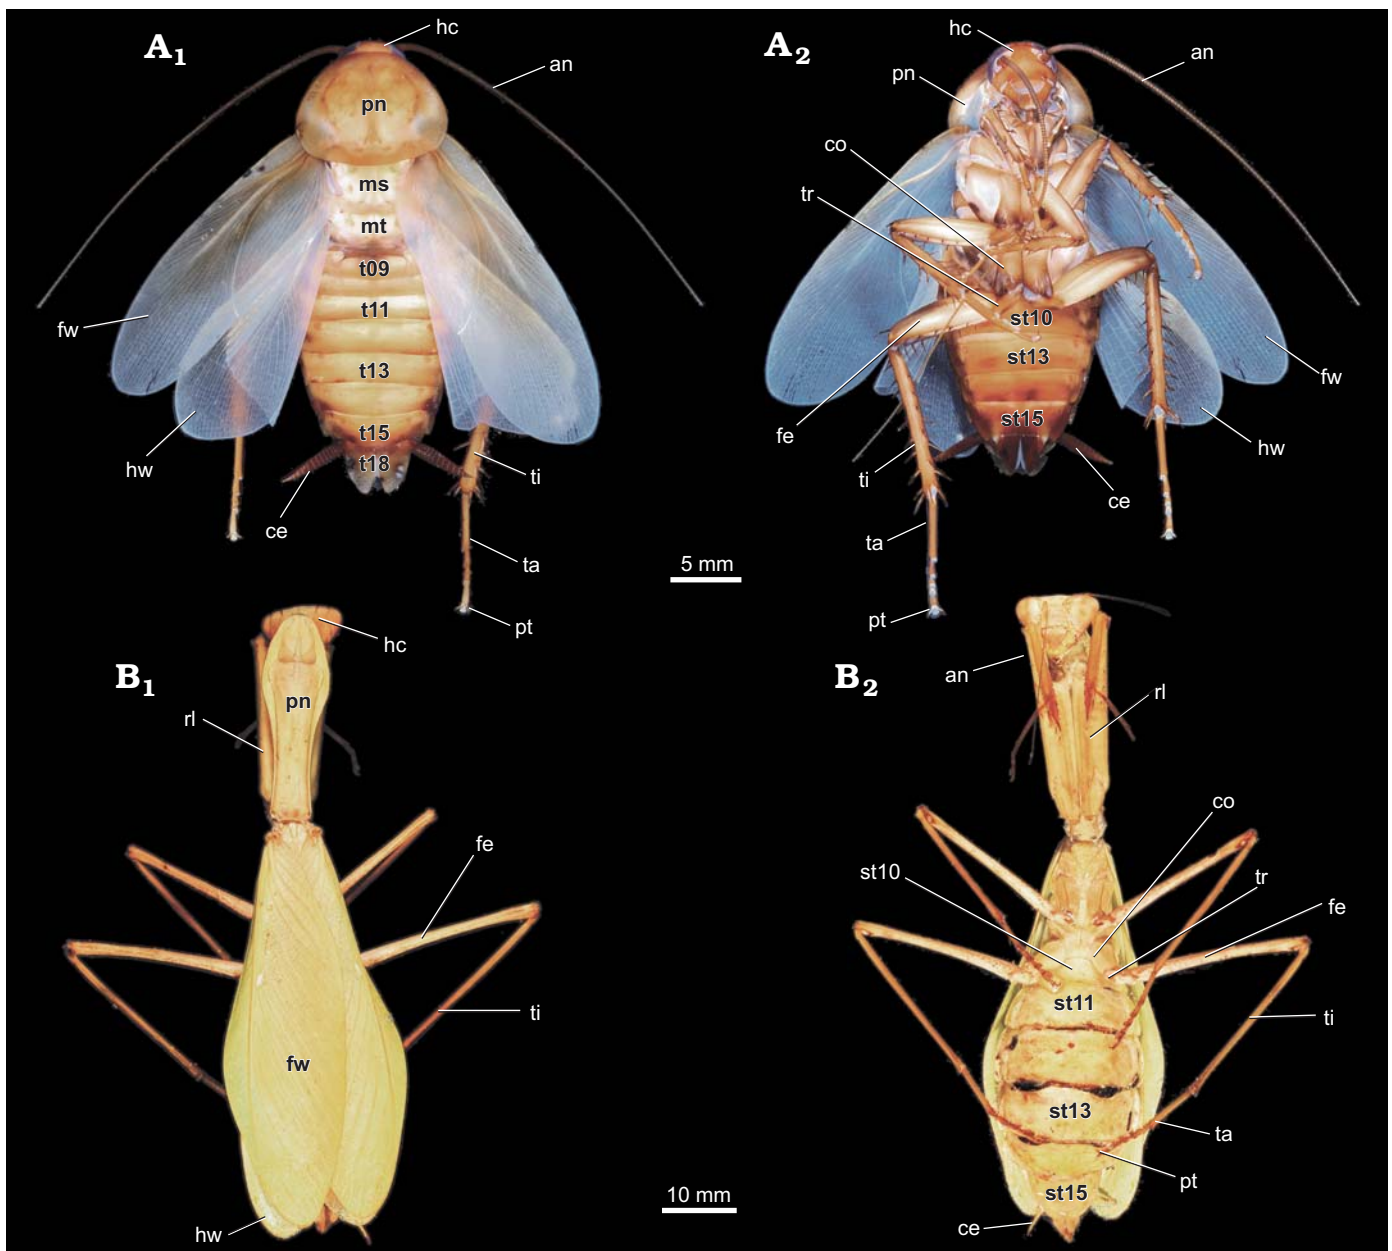 A1
hc
an
pn
ms
mt
t09
t11
t13
t15
t18
fw
hw
ce
ti
ta
pt
5 mm
A2
hc
an
pn
co
tr
st10
st13
st15
fw
hw
fe
ti
ce
ta
pt
B1
hc
pn
rl
fe
ti
fw
hw
10 mm
B2
an
rl
co
st10
tr
fe
st11
ti
st13
ta
pt
st15
ce